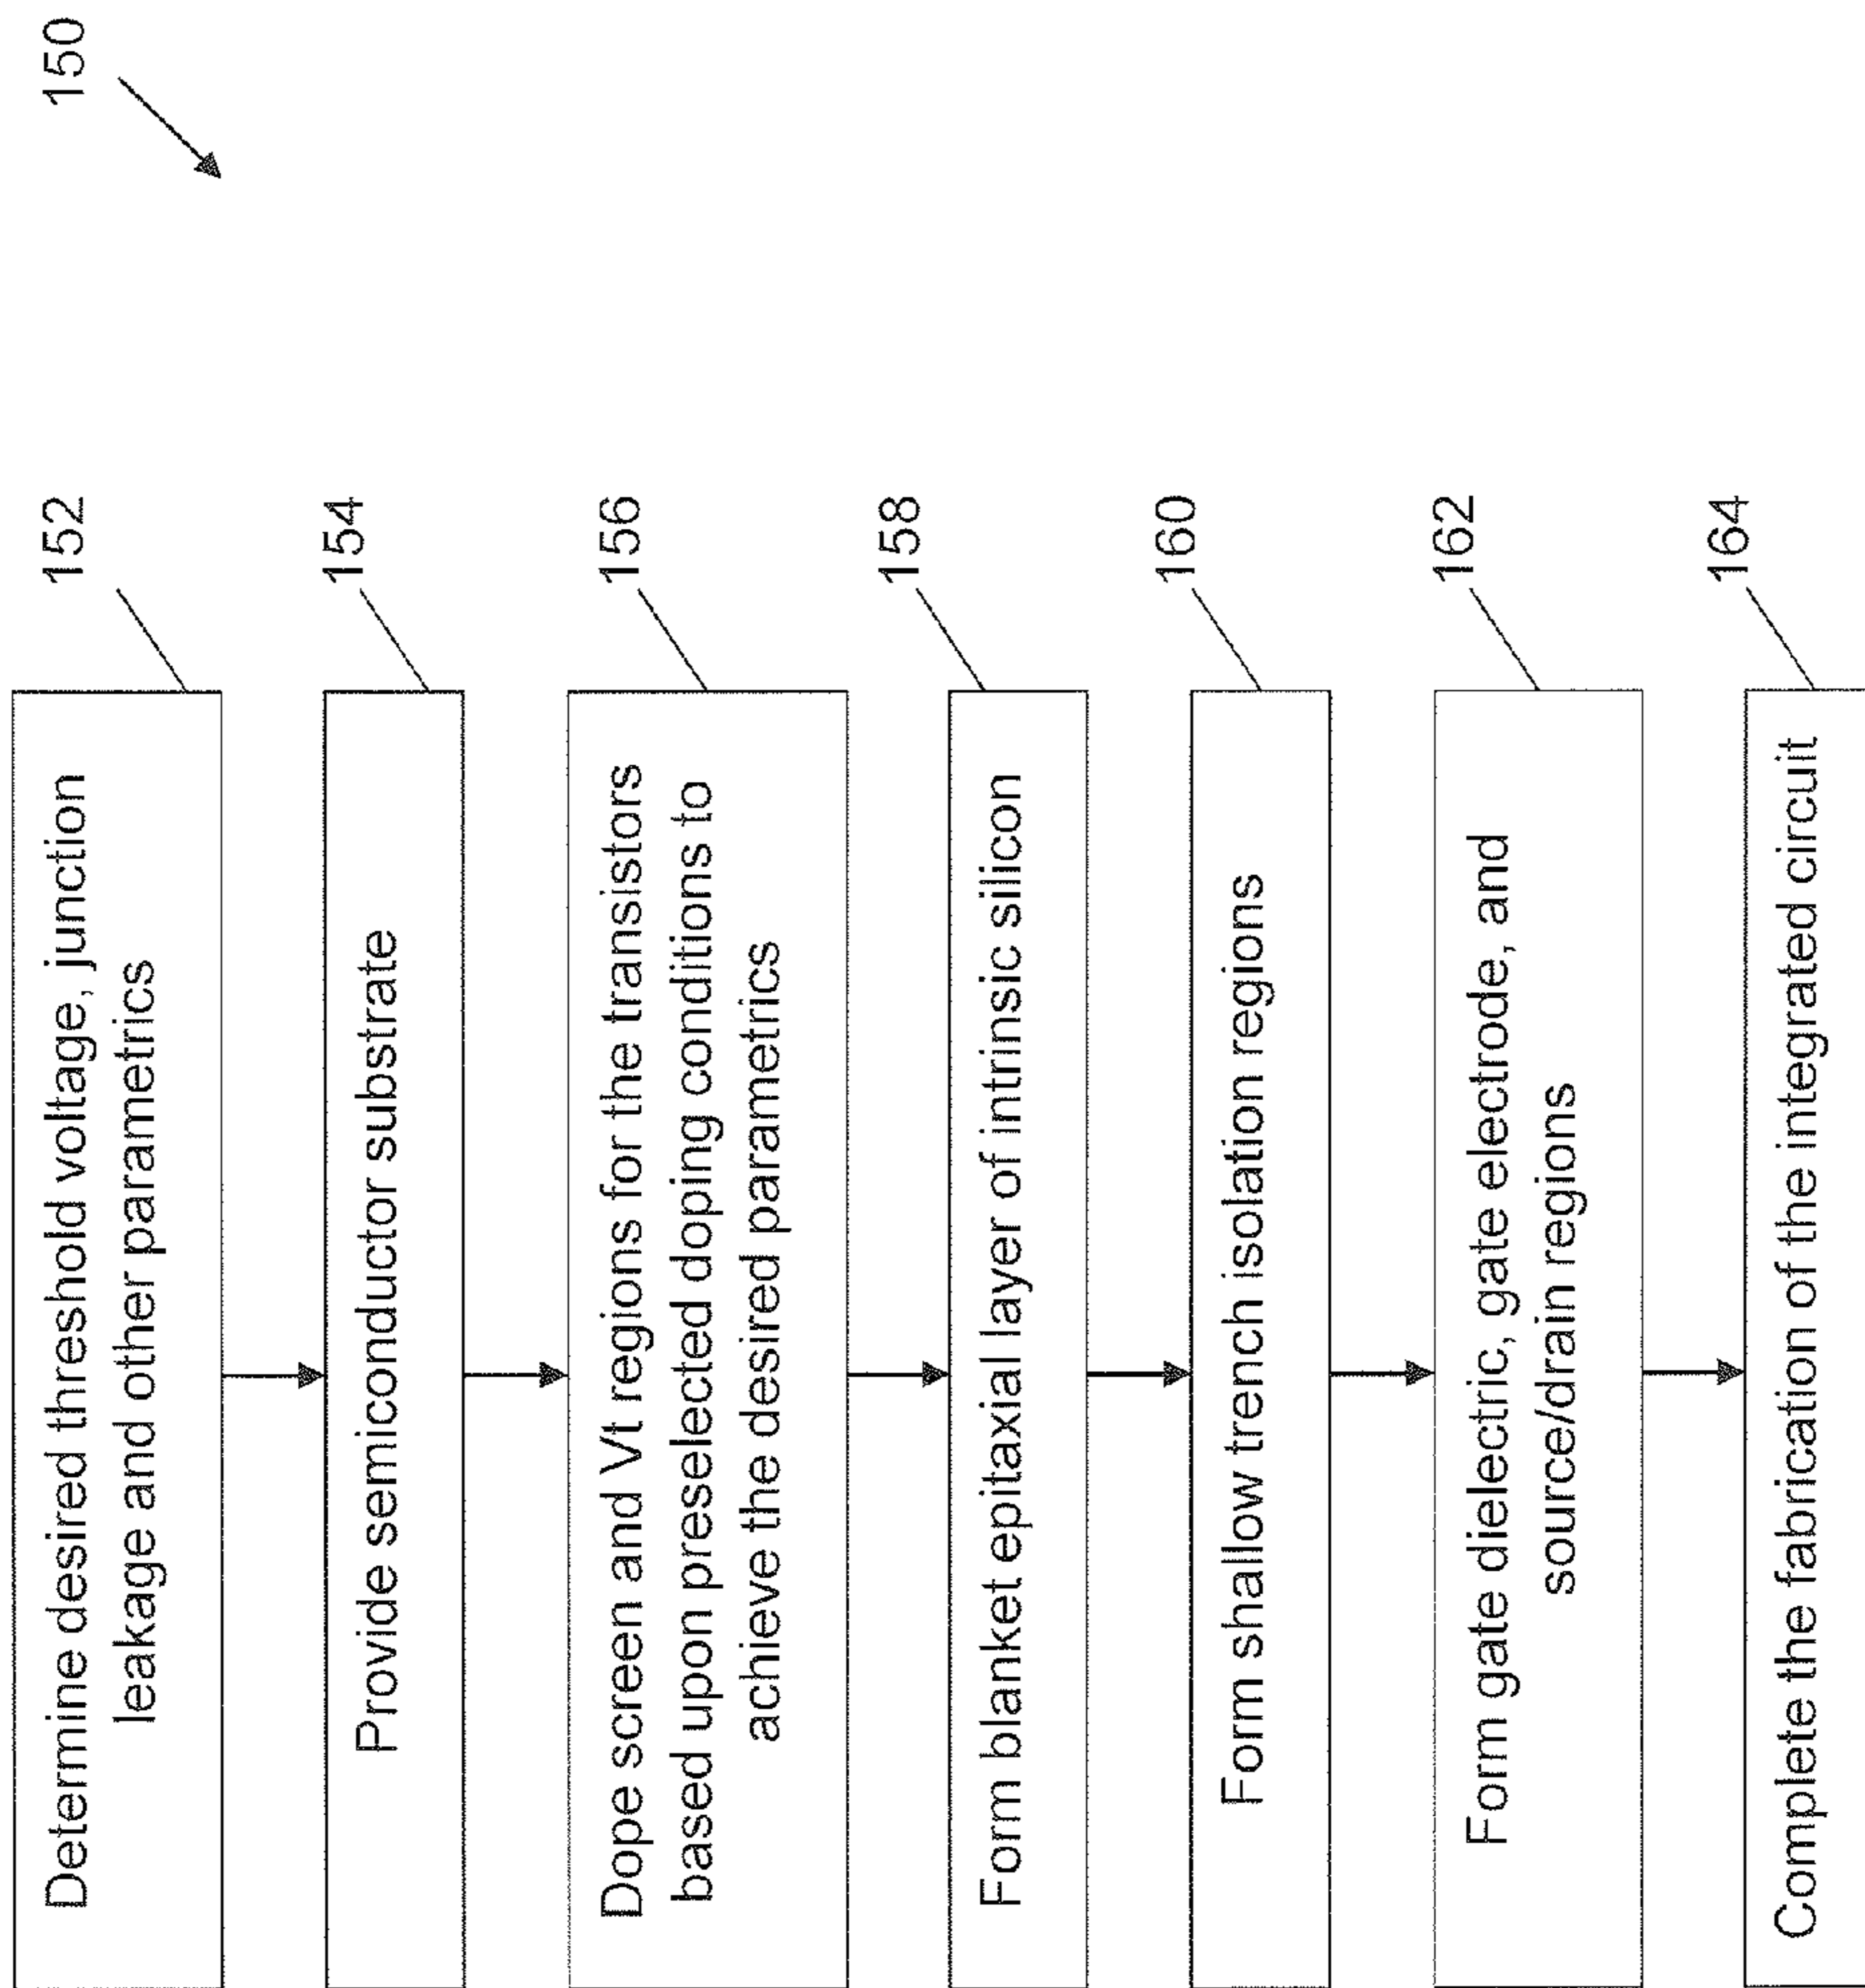 150
152
Determine desired threshold voltage, junction
leakage and other parametrics
154
Provide semiconductor substrate
156
Dope screen and Vt regions for the transistors
based upon preselected doping conditions to
achieve the desired parametrics
158
Form blanket epitaxial layer of intrinsic silicon
160
Form shallow trench isolation regions
162
Form gate dielectric, gate electrode, and
source/drain regions
164
Complete the fabrication of the integrated circuit